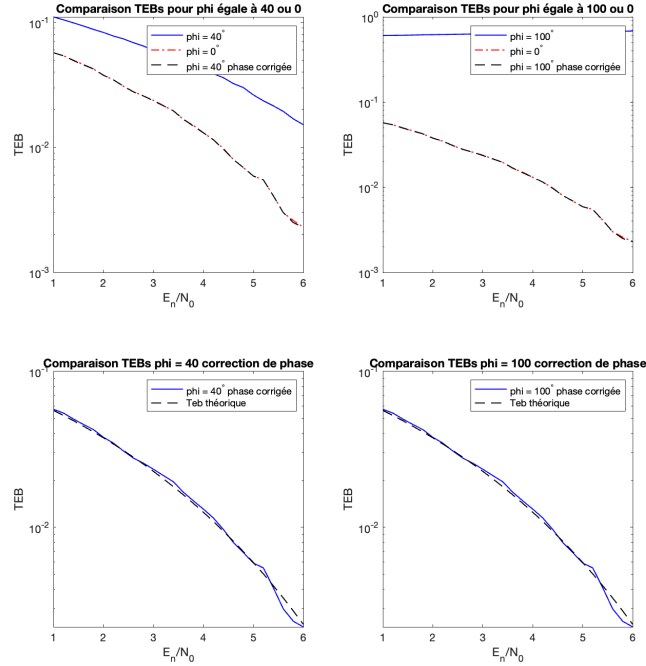 Comparaison TEBs pour phi égale à 40 ou 0
10^-1
10^-2
10^-3
TEB
phi = 40°
phi = 0°
phi = 40° phase corrigée
1 2 3 4 5 6
E_n/N_0
Comparaison TEBs pour phi égale à 100 ou 0
10^0
10^-1
10^-2
10^-3
TEB
phi = 100°
phi = 0°
phi = 100° phase corrigée
1 2 3 4 5 6
E_n/N_0
Comparaison TEBs phi = 40 correction de phase
10^-1
10^-2
TEB
phi = 40° phase corrigée
Teb théorique
1 2 3 4 5 6
E_n/N_0
Comparaison TEBs phi = 100 correction de phase
10^-1
10^-2
TEB
phi = 100° phase corrigée
Teb théorique
1 2 3 4 5 6
E_n/N_0